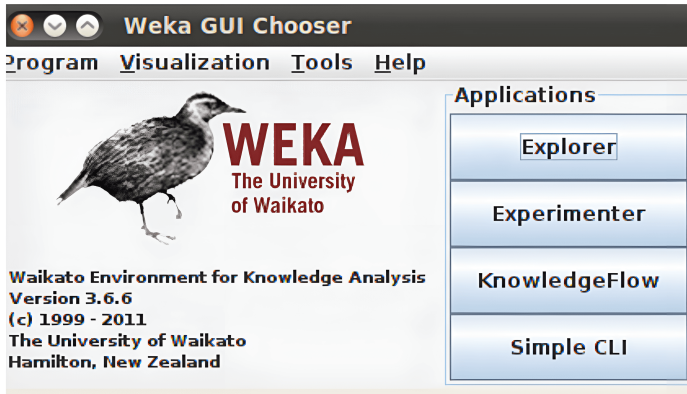 Weka GUI Chooser
Program Visualization Tools Help
WEKA
The University
of Waikato
Waikato Environment for Knowledge Analysis
Version 3.6.6
(c) 1999 - 2011
The University of Waikato
Hamilton, New Zealand
Applications
Explorer
Experimenter
KnowledgeFlow
Simple CLI